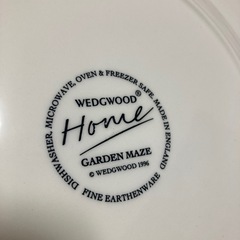 DISHWASHER, MICROWAVE, OVEN & FREEZER SAFE, MADE IN ENGLAND
WEDGWOOD®
Home
GARDEN MAZE
© WEDGWOOD 1996
FINE EARTHENWARE